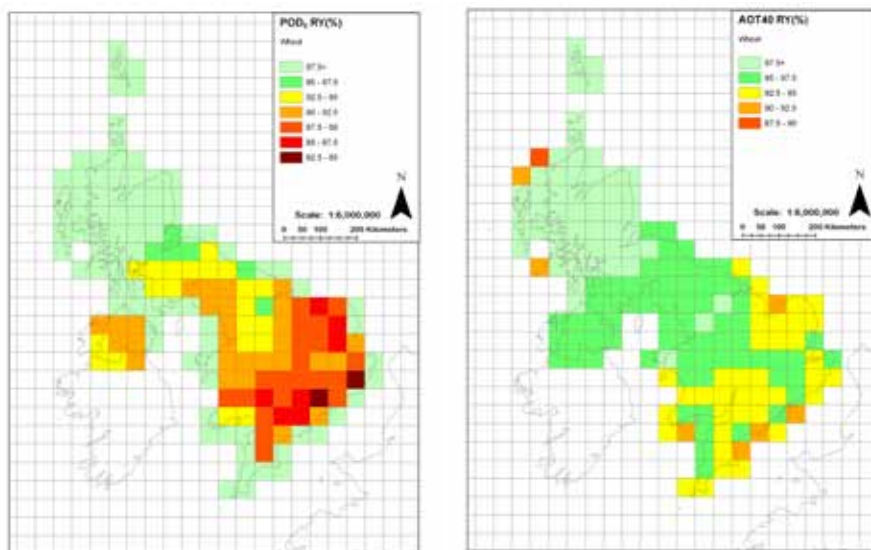 POD₆ RY(%)
Wheat
97.5+
95 - 97.5
92.5 - 95
90 - 92.5
87.5 - 90
85 - 87.5
82.5 - 85
N
Scale: 1:6,000,000
0 50 100 200 Kilometers
AOT40 RY(%)
Wheat
97.5+
95 - 97.5
92.5 - 95
90 - 92.5
87.5 - 90
N
Scale: 1:6,000,000
0 50 100 200 Kilometers